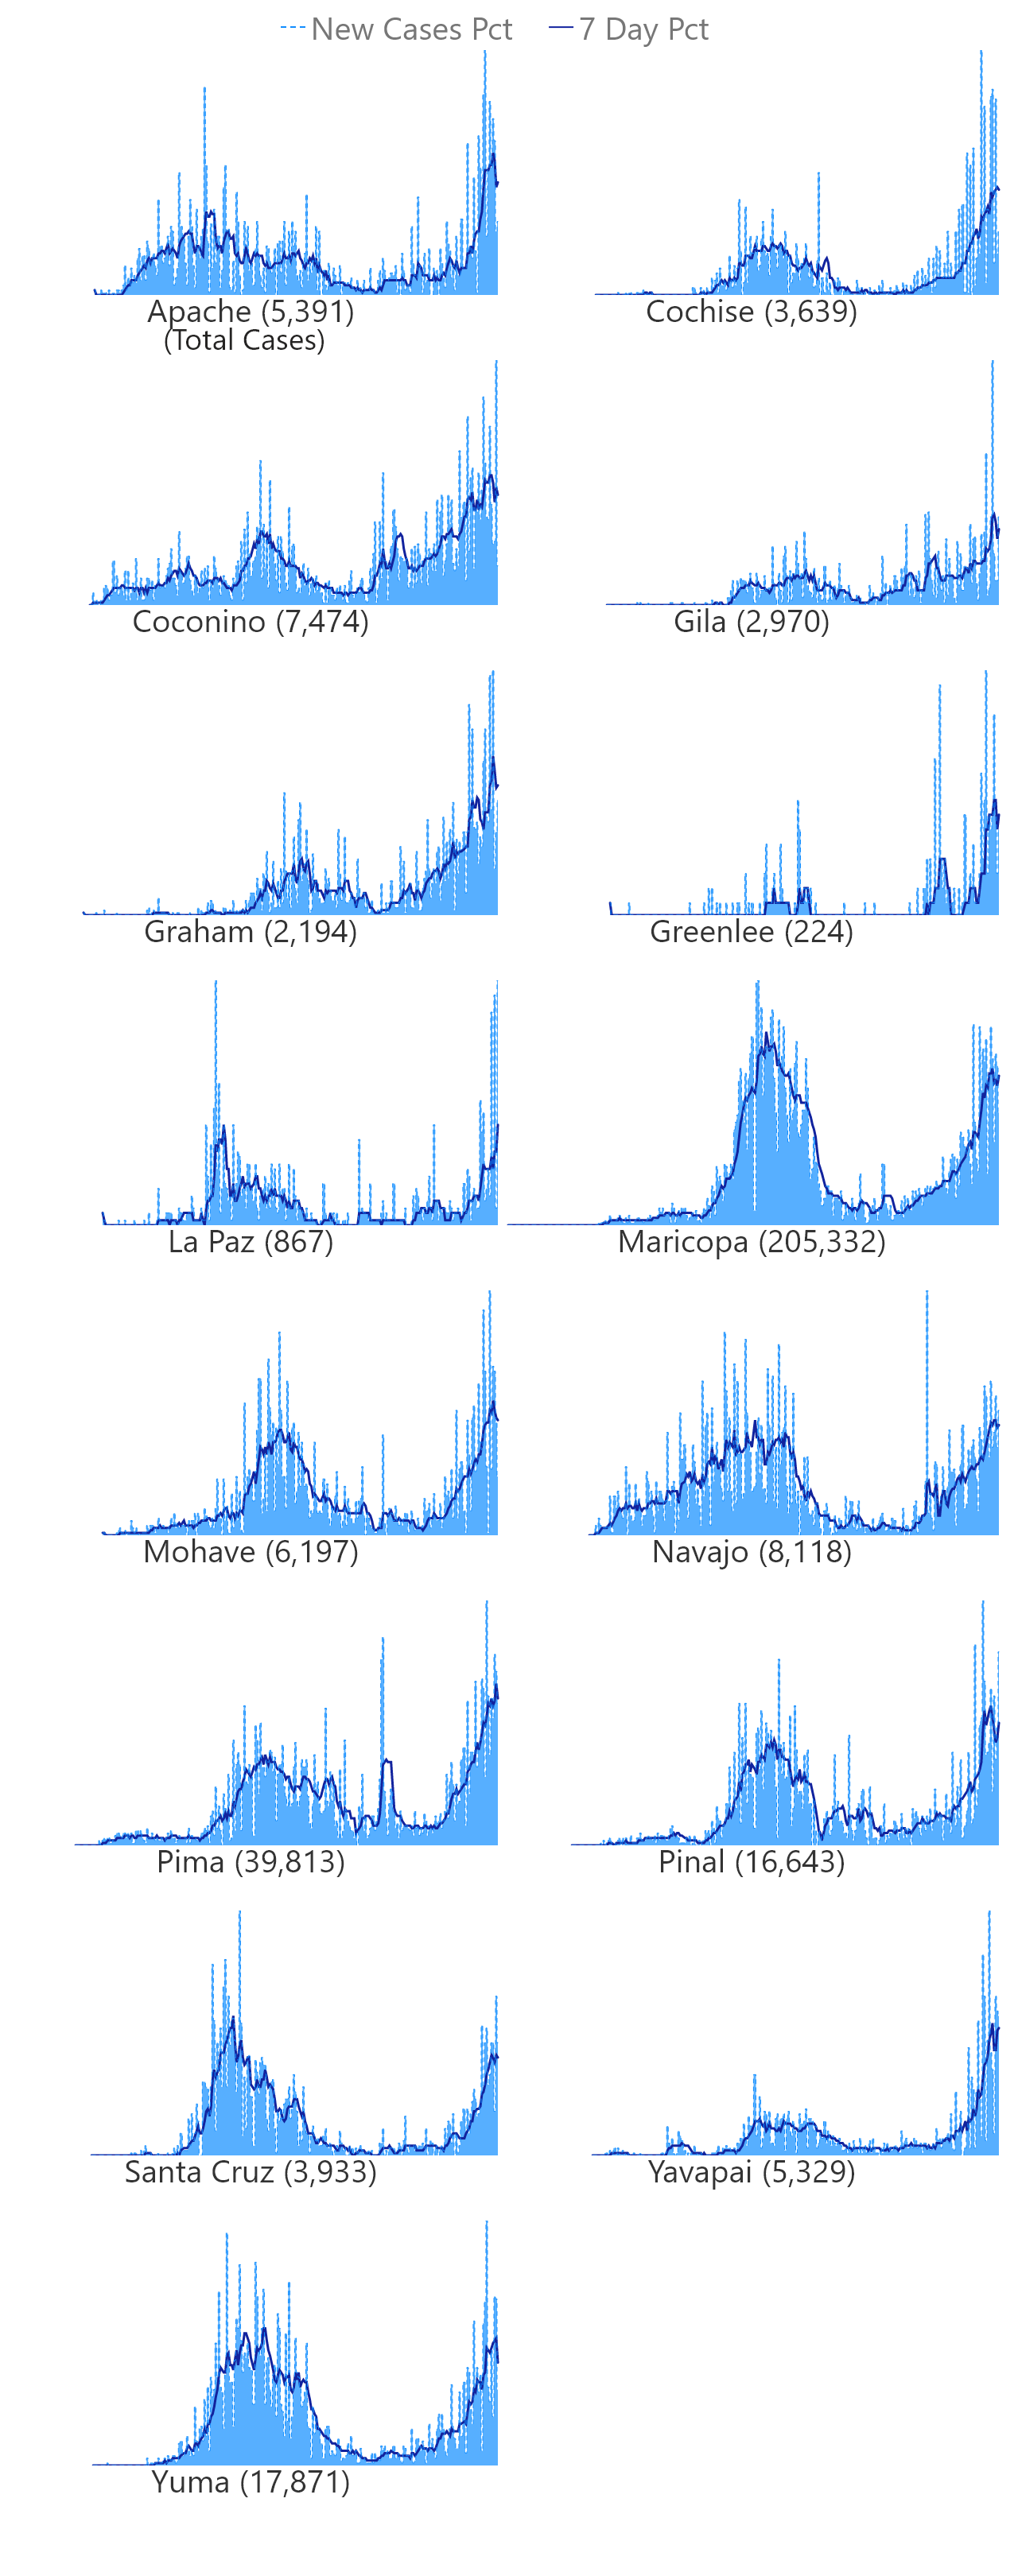 New Cases Pct 7 Day Pct
Apache (5,391)
(Total Cases)
Cochise (3,639)
Coconino (7,474)
Gila (2,970)
Graham (2,194)
Greenlee (224)
La Paz (867)
Maricopa (205,332)
Mohave (6,197)
Navajo (8,118)
Pima (39,813)
Pinal (16,643)
Santa Cruz (3,933)
Yavapai (5,329)
Yuma (17,871)